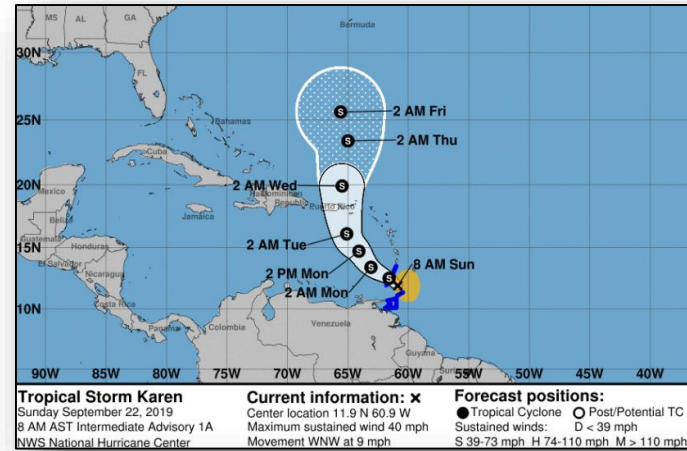 MS AL GA
Bermuda
30N
FL
2 AM Fri
25N
Bahamas
2 AM Thu
Cuba
20N
2 AM Wed
Mexico
Dominican
Republic
Puerto Rico
Jamaica
Belize
2 AM Tue
8 AM Sun
15N
Guatemala
Honduras
El Salvador
2 PM Mon
Nicaragua
2 AM Mon
10N
Costa Rica
Panama
Venezuela
Colombia
Guyana
90W 85W 80W 75W 70W 65W 60W 55W 50W 45W 40W
S S S S S S S S
Tropical Storm Karen
Sunday September 22, 2019
8 AM AST Intermediate Advisory 1A
NWS National Hurricane Center
Current information: x
Center location 11.9 N 60.9 W
Maximum sustained wind 40 mph
Movement WNW at 9 mph
Forecast positions:
Tropical Cyclone Post/Potential TC
Sustained winds: D < 39 mph
S 39-73 mph H 74-110 mph M > 110 mph